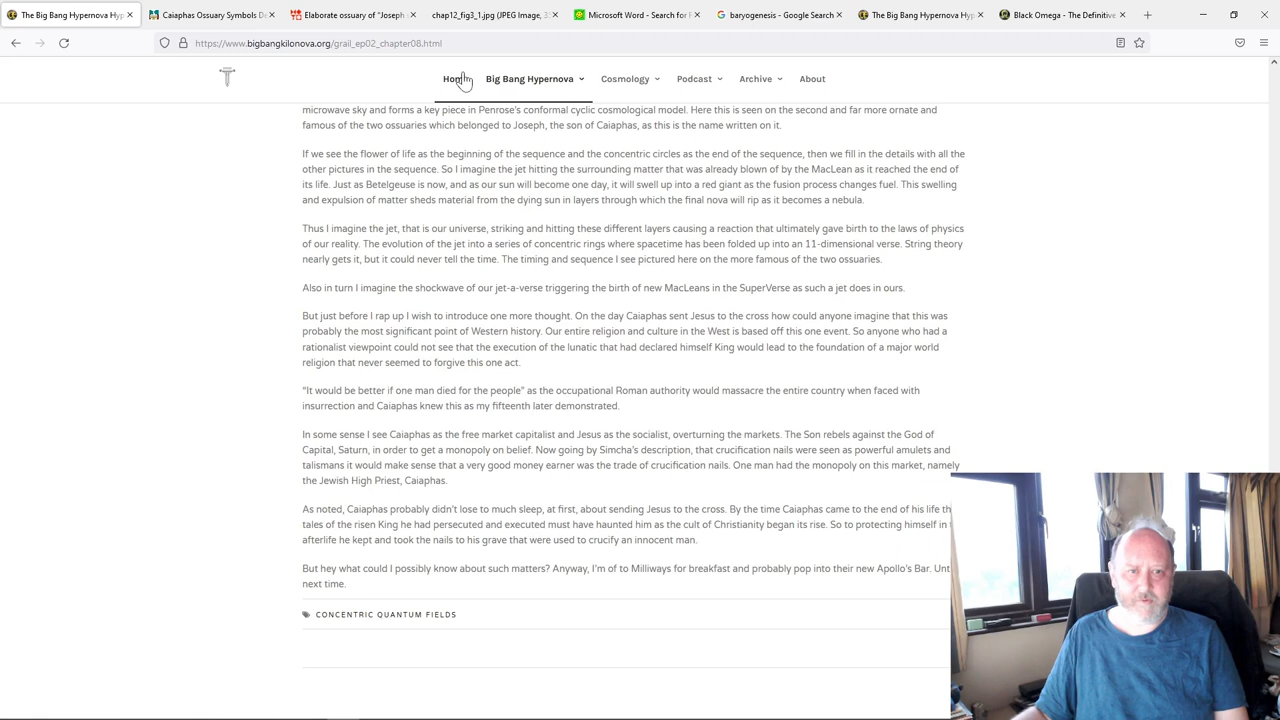 The Big Bang Hypernova Hyp
Caiaphas Ossuary Symbols De
Elaborate ossuary of "Joseph
chap12_fig3_1.jpg (JPEG Image, 35
Microsoft Word - Search for
baryogenesis - Google Search
The Big Bang Hypernova Hyp
Black Omega - The Definitive
https://www.bigbangkilonova.org/grail_ep02_chapter08.html
Home
Big Bang Hypernova
Cosmology
Podcast
Archive
About
microwave sky and forms a key piece in Penrose's conformal cyclic cosmological model. Here this is seen on the second and far more ornate and
famous of the two ossuaries which belonged to Joseph, the son of Caiaphas, as this is the name written on it.
If we see the flower of life as the beginning of the sequence and the concentric circles as the end of the sequence, then we fill in the details with all the
other pictures in the sequence. So I imagine the jet hitting the surrounding matter that was already blown of by the MacLean as it reached the end of
its life. Just as Betelgeuse is now, and as our sun will become one day, it will swell up into a red giant as the fusion process changes fuel. This swelling
and expulsion of matter sheds material from the dying sun in layers through which the final nova will rip as it becomes a nebula.
Thus I imagine the jet, that is our universe, striking and hitting these different layers causing a reaction that ultimately gave birth to the laws of physics
of our reality. The evolution of the jet into a series of concentric rings where spacetime has been folded up into an 11-dimensional verse. String theory
nearly gets it, but it could never tell the time. The timing and sequence I see pictured here on the more famous of the two ossuaries.
Also in turn I imagine the shockwave of our jet-a-verse triggering the birth of new MacLeans in the SuperVerse as such a jet does in ours.
But just before I rap up I wish to introduce one more thought. On the day Caiaphas sent Jesus to the cross how could anyone imagine that this was
probably the most significant point of Western history. Our entire religion and culture in the West is based off this one event. So anyone who had a
rationalist viewpoint could not see that the execution of the lunatic that had declared himself King would lead to the foundation of a major world
religion that never seemed to forgive this one act.
“It would be better if one man died for the people” as the occupational Roman authority would massacre the entire country when faced with
insurrection and Caiaphas knew this as my fifteenth later demonstrated.
In some sense I see Caiaphas as the free market capitalist and Jesus as the socialist, overturning the markets. The Son rebels against the God of
Capital, Saturn, in order to get a monopoly on belief. Now going by Simcha's description, that crucification nails were seen as powerful amulets and
talismans it would make sense that a very good money earner was the trade of crucification nails. One man had the monopoly on this market, namely
the Jewish High Priest, Caiaphas.
As noted, Caiaphas probably didn't lose to much sleep, at first, about sending Jesus to the cross. By the time Caiaphas came to the end of his life th
tales of the risen King he had persecuted and executed must have haunted him as the cult of Christianity began its rise. So to protecting himself in
afterlife he kept and took the nails to his grave that were used to crucify an innocent man.
But hey what could I possibly know about such matters? Anyway, I'm of to Milliways for breakfast and probably pop into their new Apollo's Bar. Unt
next time.
CONCENTRIC QUANTUM FIELDS